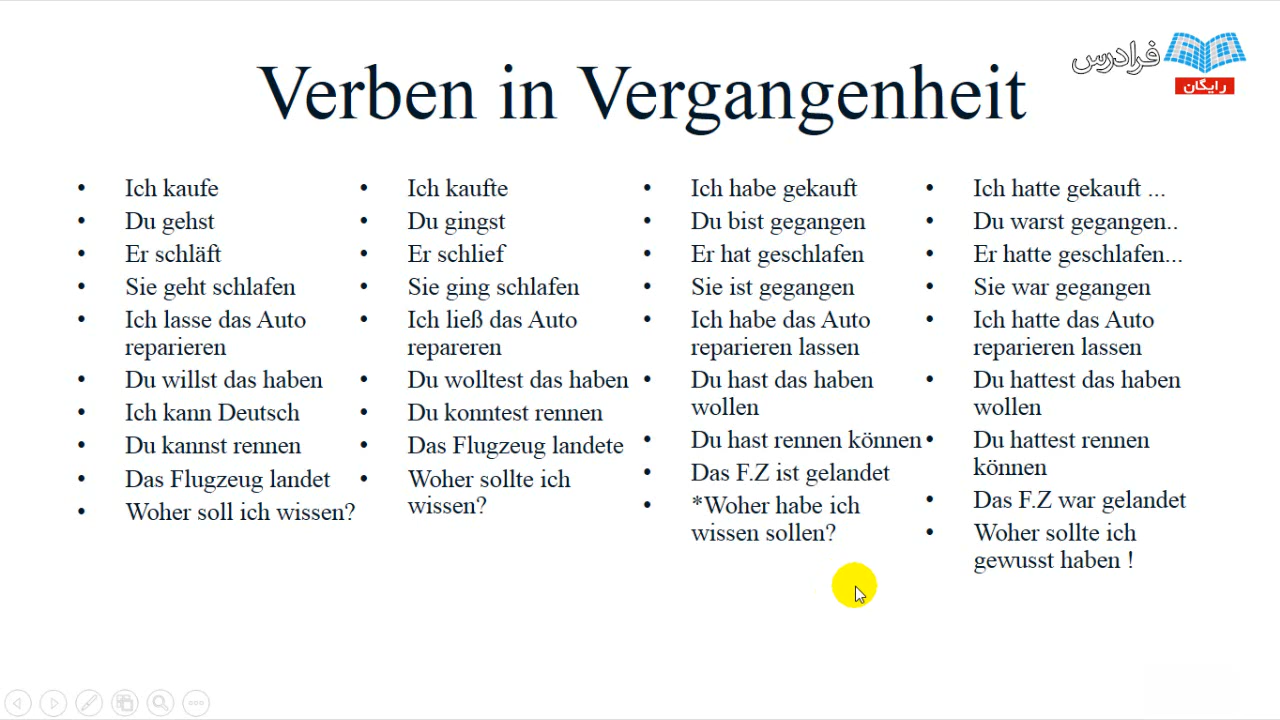 فرادرس
رایگان
Verben in Vergangenheit
• Ich kaufe
• Du gehst
• Er schläft
• Sie geht schlafen
• Ich lasse das Auto
reparieren
• Du willst das haben
• Ich kann Deutsch
• Du kannst rennen
• Das Flugzeug landet
• Woher soll ich wissen?
• Ich kaufte
• Du gingst
• Er schlief
• Sie ging schlafen
• Ich ließ das Auto
repareren
• Du wolltest das haben
• Du konntest rennen
• Das Flugzeug landete
• Woher sollte ich
wissen?
• Ich habe gekauft
• Du bist gegangen
• Er hat geschlafen
• Sie ist gegangen
• Ich habe das Auto
reparieren lassen
• Du hast das haben
wollen
• Du hast rennen können
• Das F.Z ist gelandet
• *Woher habe ich
wissen sollen?
• Ich hatte gekauft ...
• Du warst gegangen..
• Er hatte geschlafen...
• Sie war gegangen
• Ich hatte das Auto
reparieren lassen
• Du hattest das haben
wollen
• Du hattest rennen
können
• Das F.Z war gelandet
• Woher sollte ich
gewusst haben !